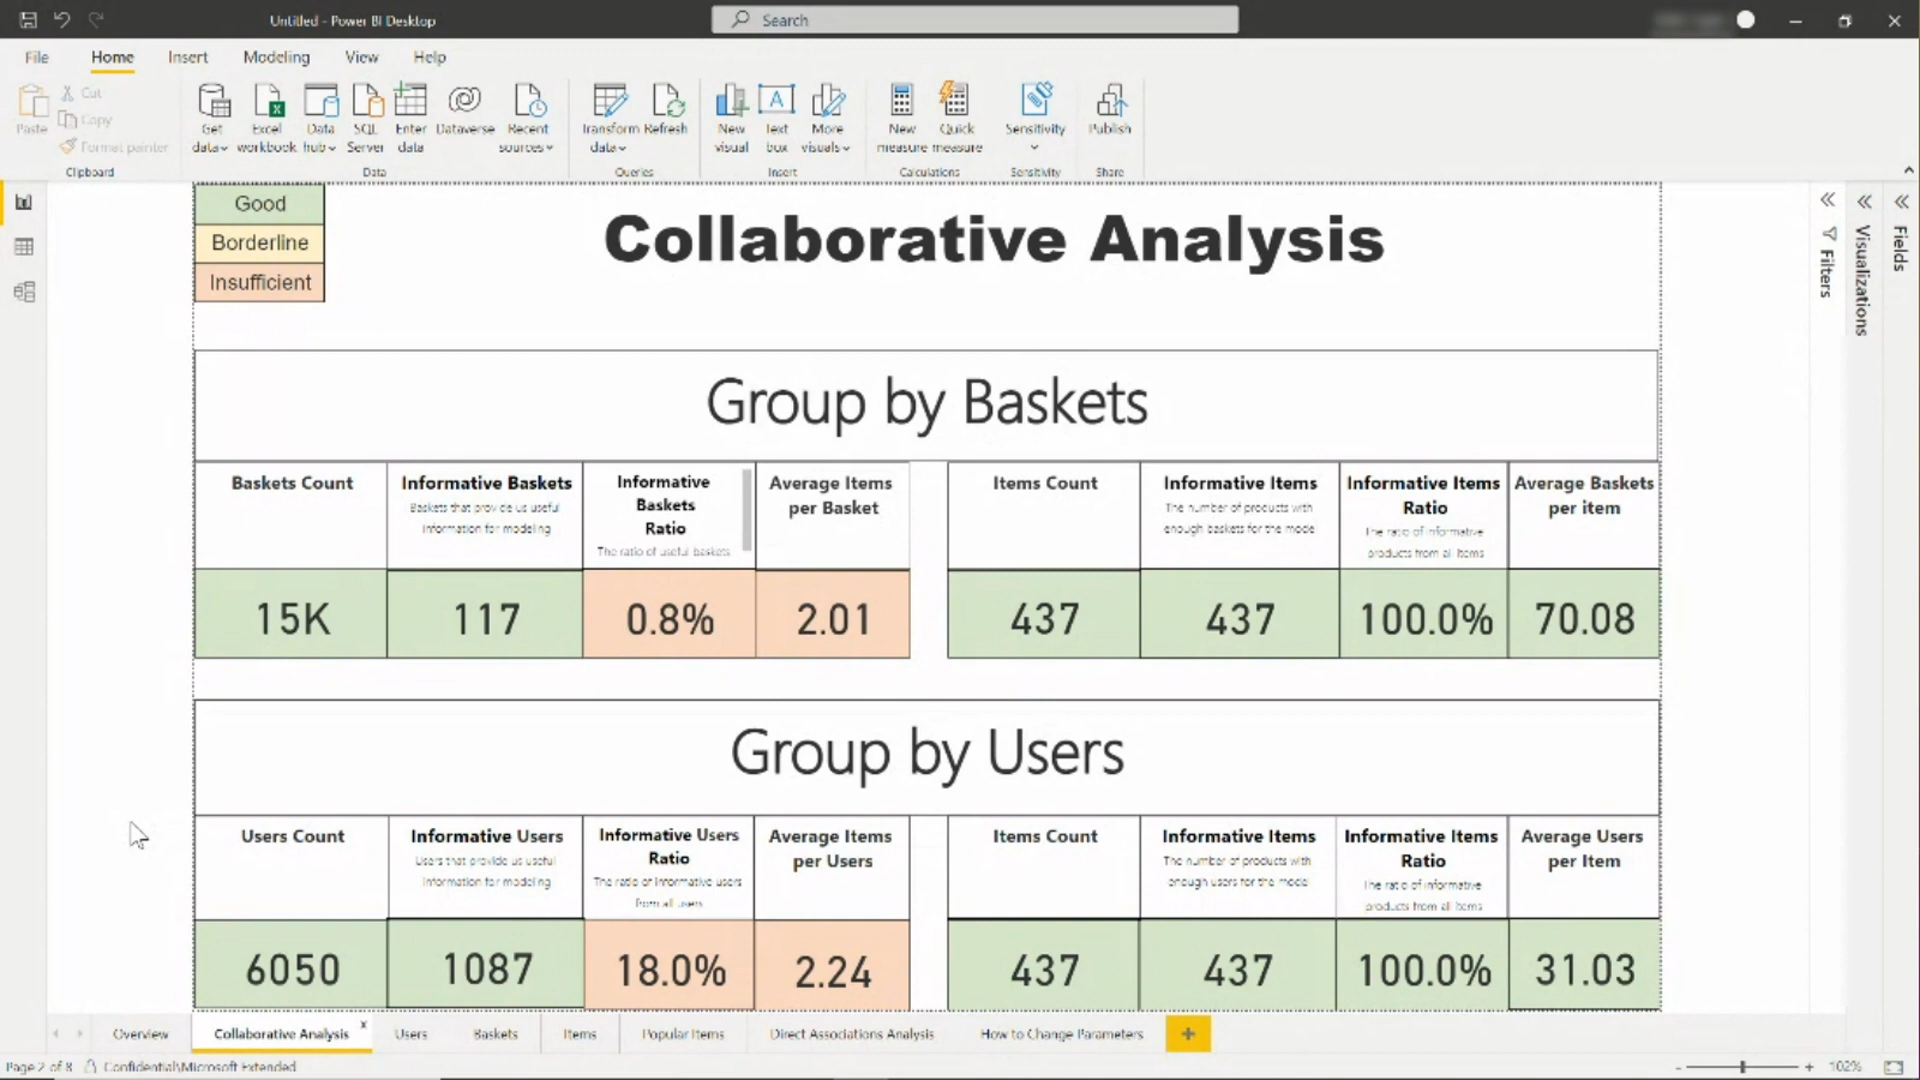 Untitled - Power BI Desktop
Search
File Home Insert Modeling View Help
Paste
Cut
Copy
Format painter
Get data
Excel workbook
Data hub
SQL Server
Enter data
Dataverse
Recent sources
Transform data
Refresh
New visual
Text box
More visuals
New measure
Quick measure
Sensitivity
Publish
Clipboard Data Queries Insert Calculations Sensitivity Share
Good
Borderline
Insufficient
Collaborative Analysis
Filters
Visualizations
Fields
Group by Baskets
Baskets Count
Informative Baskets
Baskets that provide us useful
information for modeling
Informative
Baskets
Ratio
The ratio of useful baskets
Average Items
per Basket
Items Count
Informative Items
The number of products with
enough baskets for the mode
Informative Items
Ratio
The ratio of informative
products from all items
Average Baskets
per item
15K 117 0.8% 2.01 437 437 100.0% 70.08
Group by Users
Users Count
Informative Users
Users that provide us useful
information for modeling
Informative Users
Ratio
The ratio of informative users
from all users
Average Items
per Users
Items Count
Informative Items
The number of products with
enough users for the mode
Informative Items
Ratio
The ratio of informative
products from all items
Average Users
per Item
6050 1087 18.0% 2.24 437 437 100.0% 31.03
Overview Collaborative Analysis x Users Baskets Items Popular Items Direct Associations Analysis How to Change Parameters +
Page 2 of 8 Confidential\Microsoft Extended - + 102%